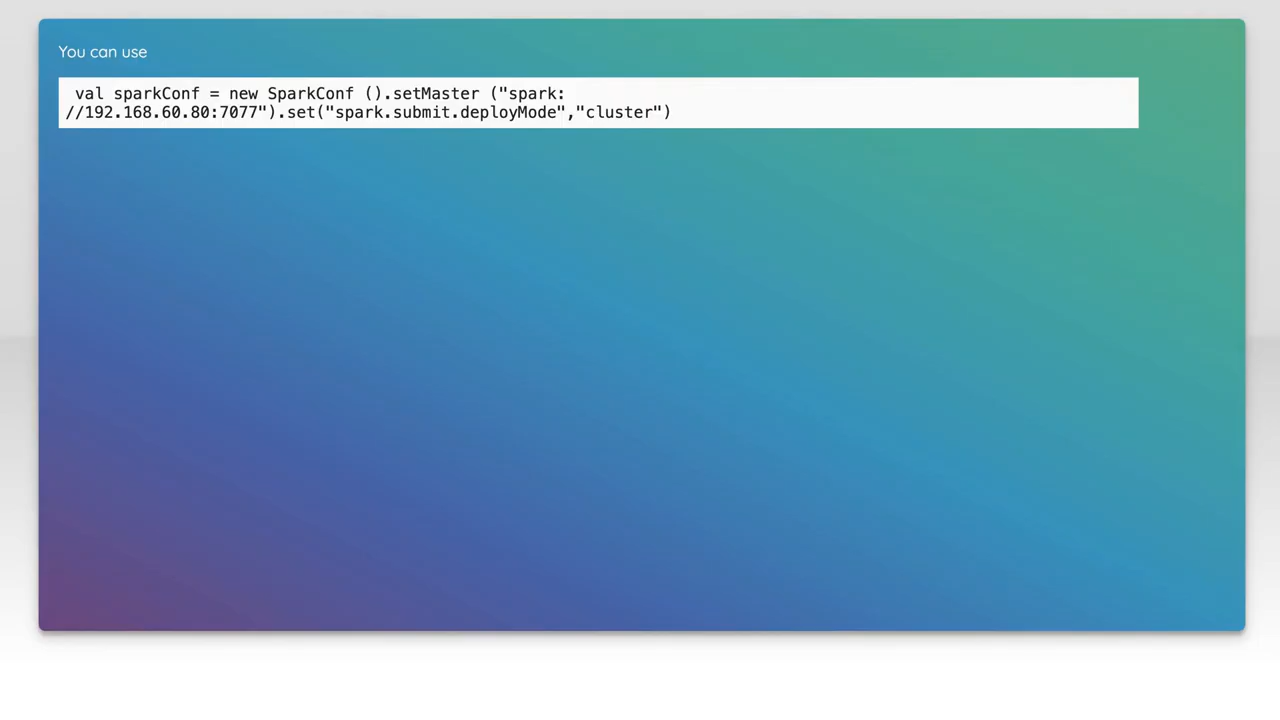 You can use
val sparkConf = new SparkConf ().setMaster ("spark:
//192.168.60.80:7077").set("spark.submit.deployMode","cluster")